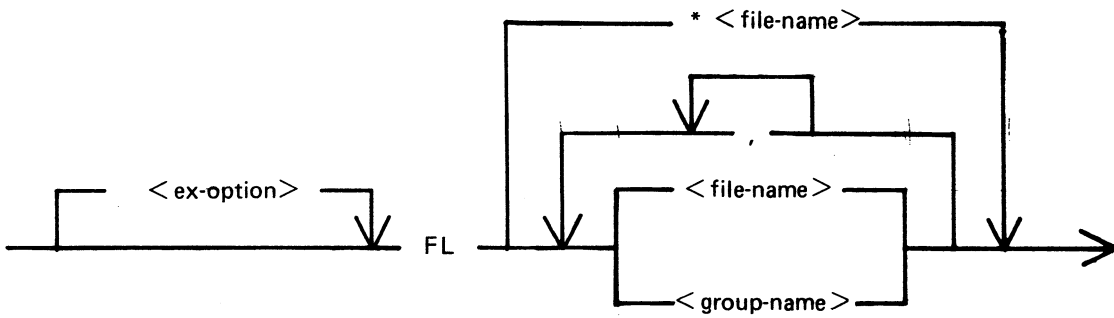 * <file-name>
,
<ex-option>
<file-name>
FL
<group-name>